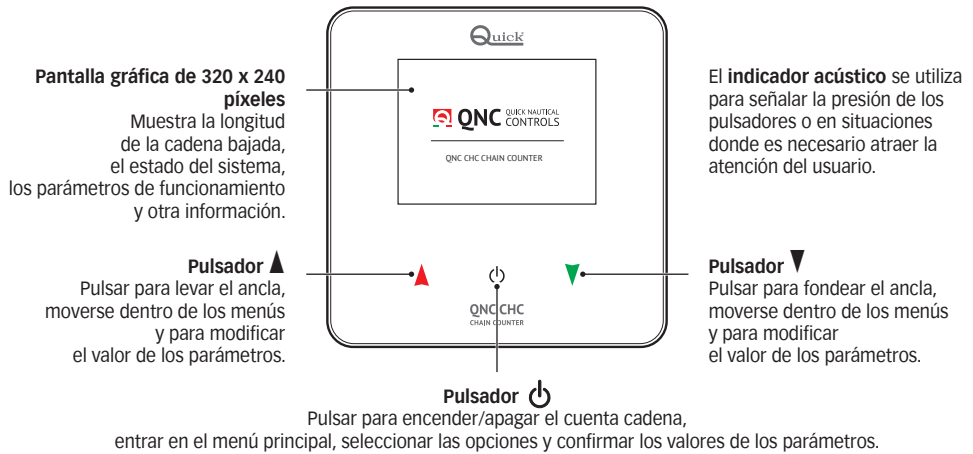 Quick
Pantalla gráfica de 320 x 240
píxeles
Muestra la longitud
de la cadena bajada,
el estado del sistema,
los parámetros de funcionamiento
y otra información.
QNC QUICK NAUTICAL
CONTROLS
QNC CHC CHAIN COUNTER
El indicador acústico se utiliza
para señalar la presión de los
pulsadores o en situaciones
donde es necesario atraer la
atención del usuario.
Pulsador ▲
Pulsar para levar el ancla,
moverse dentro de los menús
y para modificar
el valor de los parámetros.
QNC CHC
CHAIN COUNTER
Pulsador ▼
Pulsar para fondear el ancla,
moverse dentro de los menús
y para modificar
el valor de los parámetros.
Pulsador ⏻
Pulsar para encender/apagar el cuenta cadena,
entrar en el menú principal, seleccionar las opciones y confirmar los valores de los parámetros.